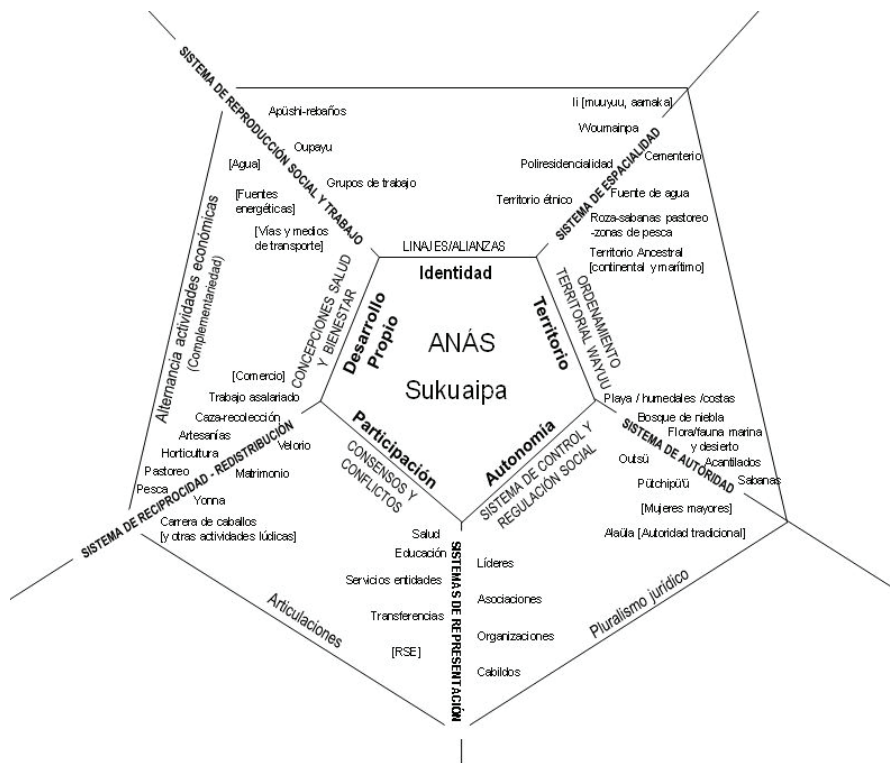 SISTEMA DE REPRODUCCIÓN SOCIAL Y TRABAJO
Apüshi-rebaños
Oupayu
[Agua]
Grupos de trabajo
[Fuentes
energéticas]
[Vías y medios
de transporte]
Ii [muuyuu, aamaka]
Woumainpa
Cementerio
Poliresidencialidad
SISTEMA DE ESPACIALIDAD
Territorio étnico
Fuente de agua
Roza-sabanas pastoreo
-zonas de pesca
Territorio Ancestral
[continental y marítimo]
LINAJES/ALIANZAS
Identidad
Alternancia actividades económicas
(Complementariedad)
CONCEPCIONES SALUD
Y BIENESTAR
Desarrollo
Propio
ANÁS
Sukuaipa
Territorio
ORDENAMIENTO
TERRITORIAL WAYUU
Participación
CONSENSOS Y
CONFLICTOS
Autonomía
SISTEMA DE CONTROL Y
REGULACIÓN SOCIAL
[Comercio]
Trabajo asalariado
Caza-recolección
Artesanías
Horticultura
Velorio
Pastoreo
Matrimonio
Pesca
Yonna
Carrera de caballos
[y otras actividades lúdicas]
SISTEMA DE RECIPROCIDAD - REDISTRIBUCIÓN
Playa / humedales /costas
Bosque de niebla
Flora/fauna marina
y desierto
Acantilados
Sabanas
SISTEMA DE AUTORIDAD
Outsü
Pütchipü'ü
[Mujeres mayores]
Alaüla [Autoridad tradicional]
Salud
Educación
Servicios entidades
Transferencias
[RSE]
SISTEMAS DE REPRESENTACIÓN
Líderes
Asociaciones
Organizaciones
Cabildos
Articulaciones
Pluralismo jurídico